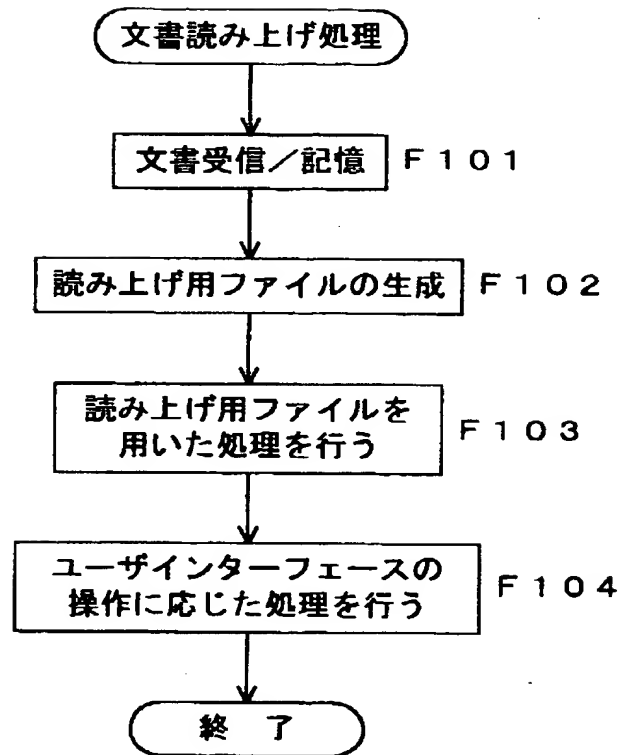 文書読み上げ処理
文書受信／記憶 F101
読み上げ用ファイルの生成 F102
読み上げ用ファイルを
用いた処理を行う F103
ユーザインターフェースの
操作に応じた処理を行う F104
終了